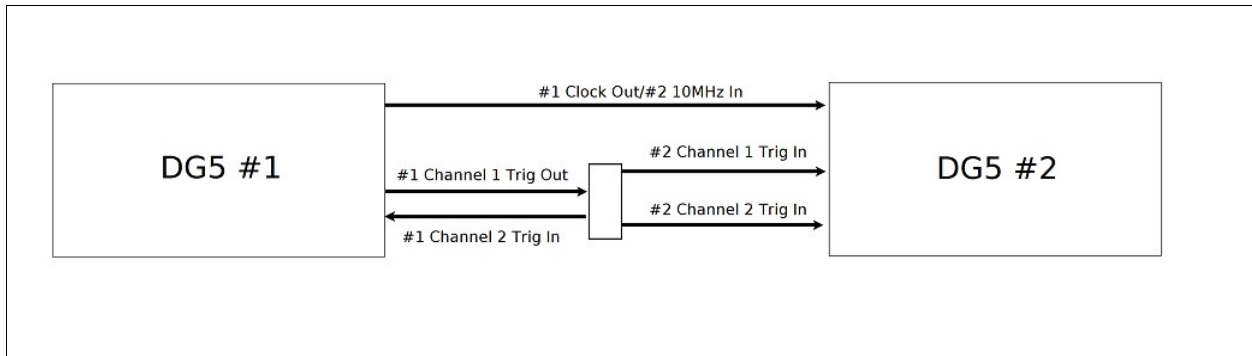 #1 Clock Out/#2 10MHz In
DG5 #1
#1 Channel 1 Trig Out
#1 Channel 2 Trig In
#2 Channel 1 Trig In
#2 Channel 2 Trig In
DG5 #2